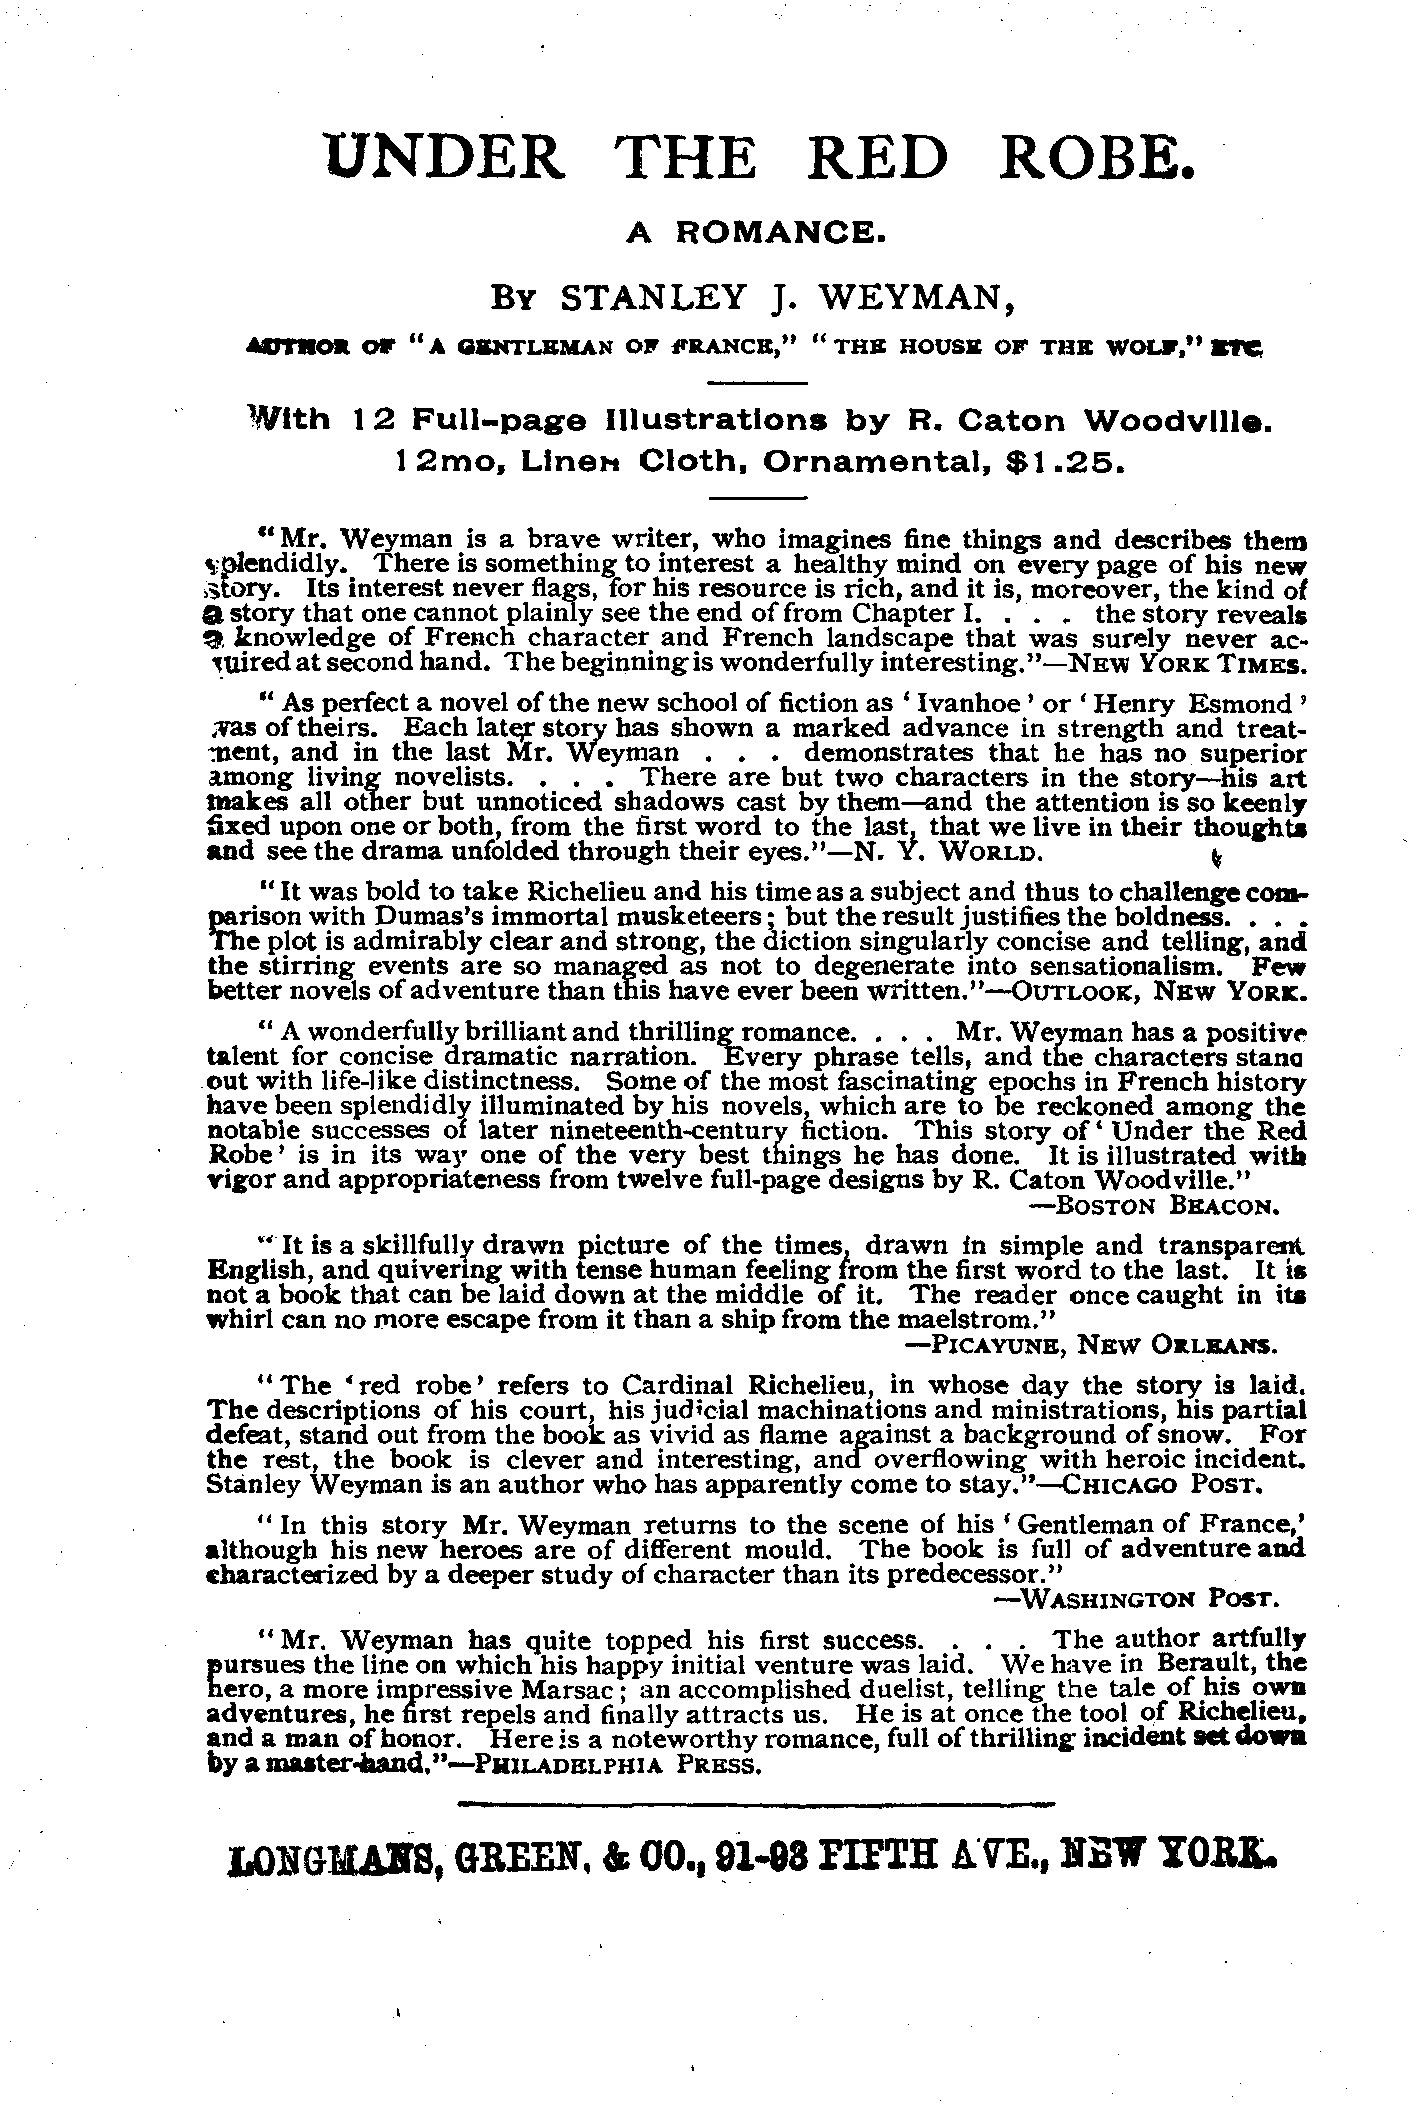 UNDER THE RED ROBE.
A ROMANCE.
By STANLEY J. WEYMAN,
AUTHOR OF "A GENTLEMAN OF FRANCE," "THE HOUSE OF THE WOLF," ETC.
With 12 Full-page Illustrations by R. Caton Woodville.
12mo, Linen Cloth, Ornamental, $1.25.
"Mr. Weyman is a brave writer, who imagines fine things and describes them
splendidly. There is something to interest a healthy mind on every page of his new
story. Its interest never flags, for his resource is rich, and it is, moreover, the kind of
a story that one cannot plainly see the end of from Chapter I. . . . the story reveals
a knowledge of French character and French landscape that was surely never ac-
quired at second hand. The beginning is wonderfully interesting."—NEW YORK TIMES.
"As perfect a novel of the new school of fiction as 'Ivanhoe' or 'Henry Esmond'
was of theirs. Each later story has shown a marked advance in strength and treat-
ment, and in the last Mr. Weyman . . . demonstrates that he has no superior
among living novelists. . . . There are but two characters in the story—his art
makes all other but unnoticed shadows cast by them—and the attention is so keenly
fixed upon one or both, from the first word to the last, that we live in their thoughts
and see the drama unfolded through their eyes."—N. Y. WORLD.
"It was bold to take Richelieu and his time as a subject and thus to challenge com-
parison with Dumas's immortal musketeers; but the result justifies the boldness. . . .
The plot is admirably clear and strong, the diction singularly concise and telling, and
the stirring events are so managed as not to degenerate into sensationalism. Few
better novels of adventure than this have ever been written."—OUTLOOK, NEW YORK.
"A wonderfully brilliant and thrilling romance. . . . Mr. Weyman has a positive
talent for concise dramatic narration. Every phrase tells, and the characters stand
out with life-like distinctness. Some of the most fascinating epochs in French history
have been splendidly illuminated by his novels, which are to be reckoned among the
notable successes of later nineteenth-century fiction. This story of 'Under the Red
Robe' is in its way one of the very best things he has done. It is illustrated with
vigor and appropriateness from twelve full-page designs by R. Caton Woodville."
—BOSTON BEACON.
"It is a skillfully drawn picture of the times, drawn in simple and transparent
English, and quivering with tense human feeling from the first word to the last. It is
not a book that can be laid down at the middle of it. The reader once caught in its
whirl can no more escape from it than a ship from the maelstrom."
—PICAYUNE, NEW ORLEANS.
"The 'red robe' refers to Cardinal Richelieu, in whose day the story is laid.
The descriptions of his court, his judicial machinations and ministrations, his partial
defeat, stand out from the book as vivid as flame against a background of snow. For
the rest, the book is clever and interesting, and overflowing with heroic incident.
Stanley Weyman is an author who has apparently come to stay."—CHICAGO POST.
"In this story Mr. Weyman returns to the scene of his 'Gentleman of France,'
although his new heroes are of different mould. The book is full of adventure and
characterized by a deeper study of character than its predecessor."
—WASHINGTON POST.
"Mr. Weyman has quite topped his first success. . . . The author artfully
pursues the line on which his happy initial venture was laid. We have in Berault, the
hero, a more impressive Marsac; an accomplished duelist, telling the tale of his own
adventures, he first repels and finally attracts us. He is at once the tool of Richelieu,
and a man of honor. Here is a noteworthy romance, full of thrilling incident set down
by a master-hand."—PHILADELPHIA PRESS.
LONGMANS, GREEN, & CO., 91-93 FIFTH AVE., NEW YORK.